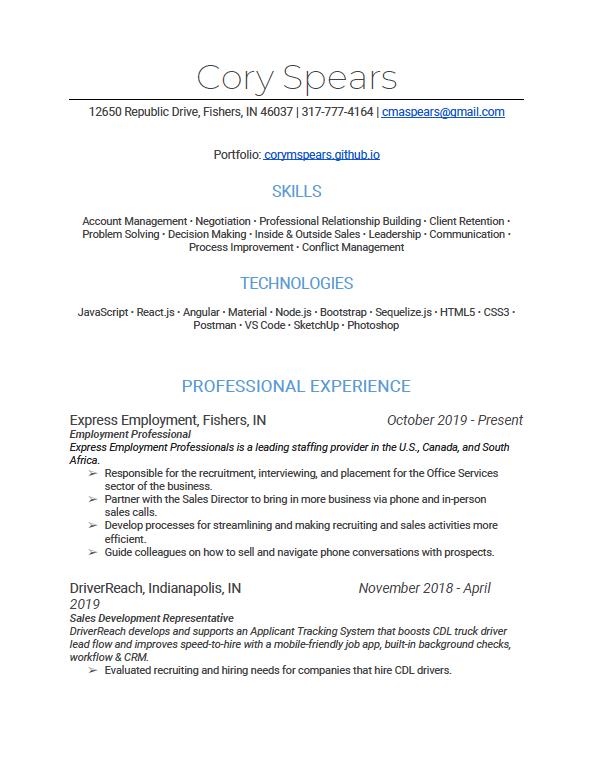 Cory Spears
12650 Republic Drive, Fishers, IN 46037 | 317-777-4164 | cmaspears@gmail.com
Portfolio: corymspears.github.io
SKILLS
Account Management • Negotiation • Professional Relationship Building • Client Retention •
Problem Solving • Decision Making • Inside & Outside Sales • Leadership • Communication •
Process Improvement • Conflict Management
TECHNOLOGIES
JavaScript • React.js • Angular • Material • Node.js • Bootstrap • Sequelize.js • HTML5 • CSS3 •
Postman • VS Code • SketchUp • Photoshop
PROFESSIONAL EXPERIENCE
Express Employment, Fishers, IN October 2019 - Present
Employment Professional
Express Employment Professionals is a leading staffing provider in the U.S., Canada, and South
Africa.
➢ Responsible for the recruitment, interviewing, and placement for the Office Services
sector of the business.
➢ Partner with the Sales Director to bring in more business via phone and in-person
sales calls.
➢ Develop processes for streamlining and making recruiting and sales activities more
efficient.
➢ Guide colleagues on how to sell and navigate phone conversations with prospects.
DriverReach, Indianapolis, IN November 2018 - April
2019
Sales Development Representative
DriverReach develops and supports an Applicant Tracking System that boosts CDL truck driver
lead flow and improves speed-to-hire with a mobile-friendly job app, built-in background checks,
workflow & CRM.
➢ Evaluated recruiting and hiring needs for companies that hire CDL drivers.